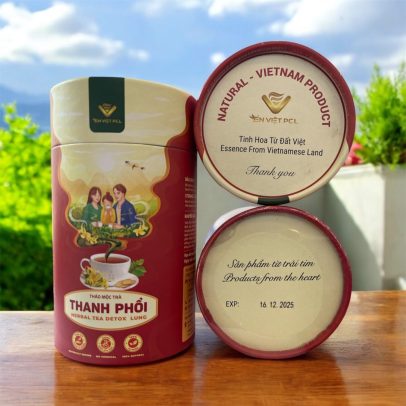 YẾN VIỆT PCL
THẢO MỘC TRÀ
THANH PHỔI
HERBAL TEA DETOX LUNG
100% NATURAL
NATURAL - VIETNAM PRODUCT
YẾN VIỆT PCL
Tinh Hoa Từ Đất Việt
Essence From Vietnamese Land
Thank you
Sản phẩm từ trái tim
Products from the heart
EXP: 16. 12. 2025